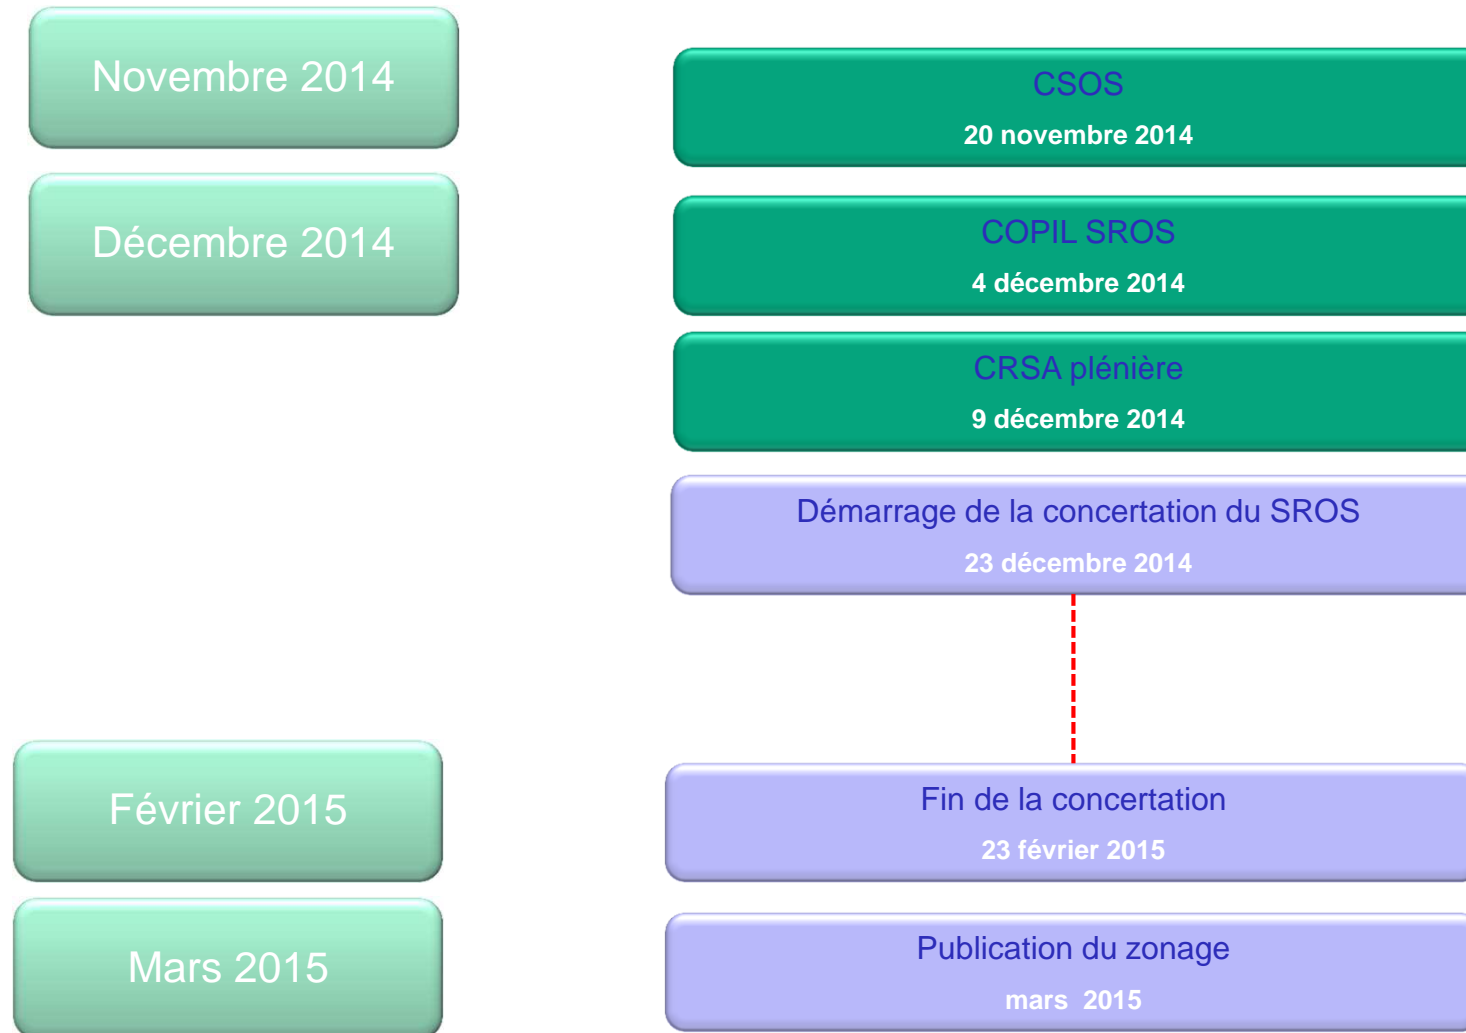 Novembre 2014
CSOS
20 novembre 2014
Décembre 2014
COPIL SROS
4 décembre 2014
CRSA plénière
9 décembre 2014
Démarrage de la concertation du SROS
23 décembre 2014
Février 2015
Fin de la concertation
23 février 2015
Mars 2015
Publication du zonage
mars  2015